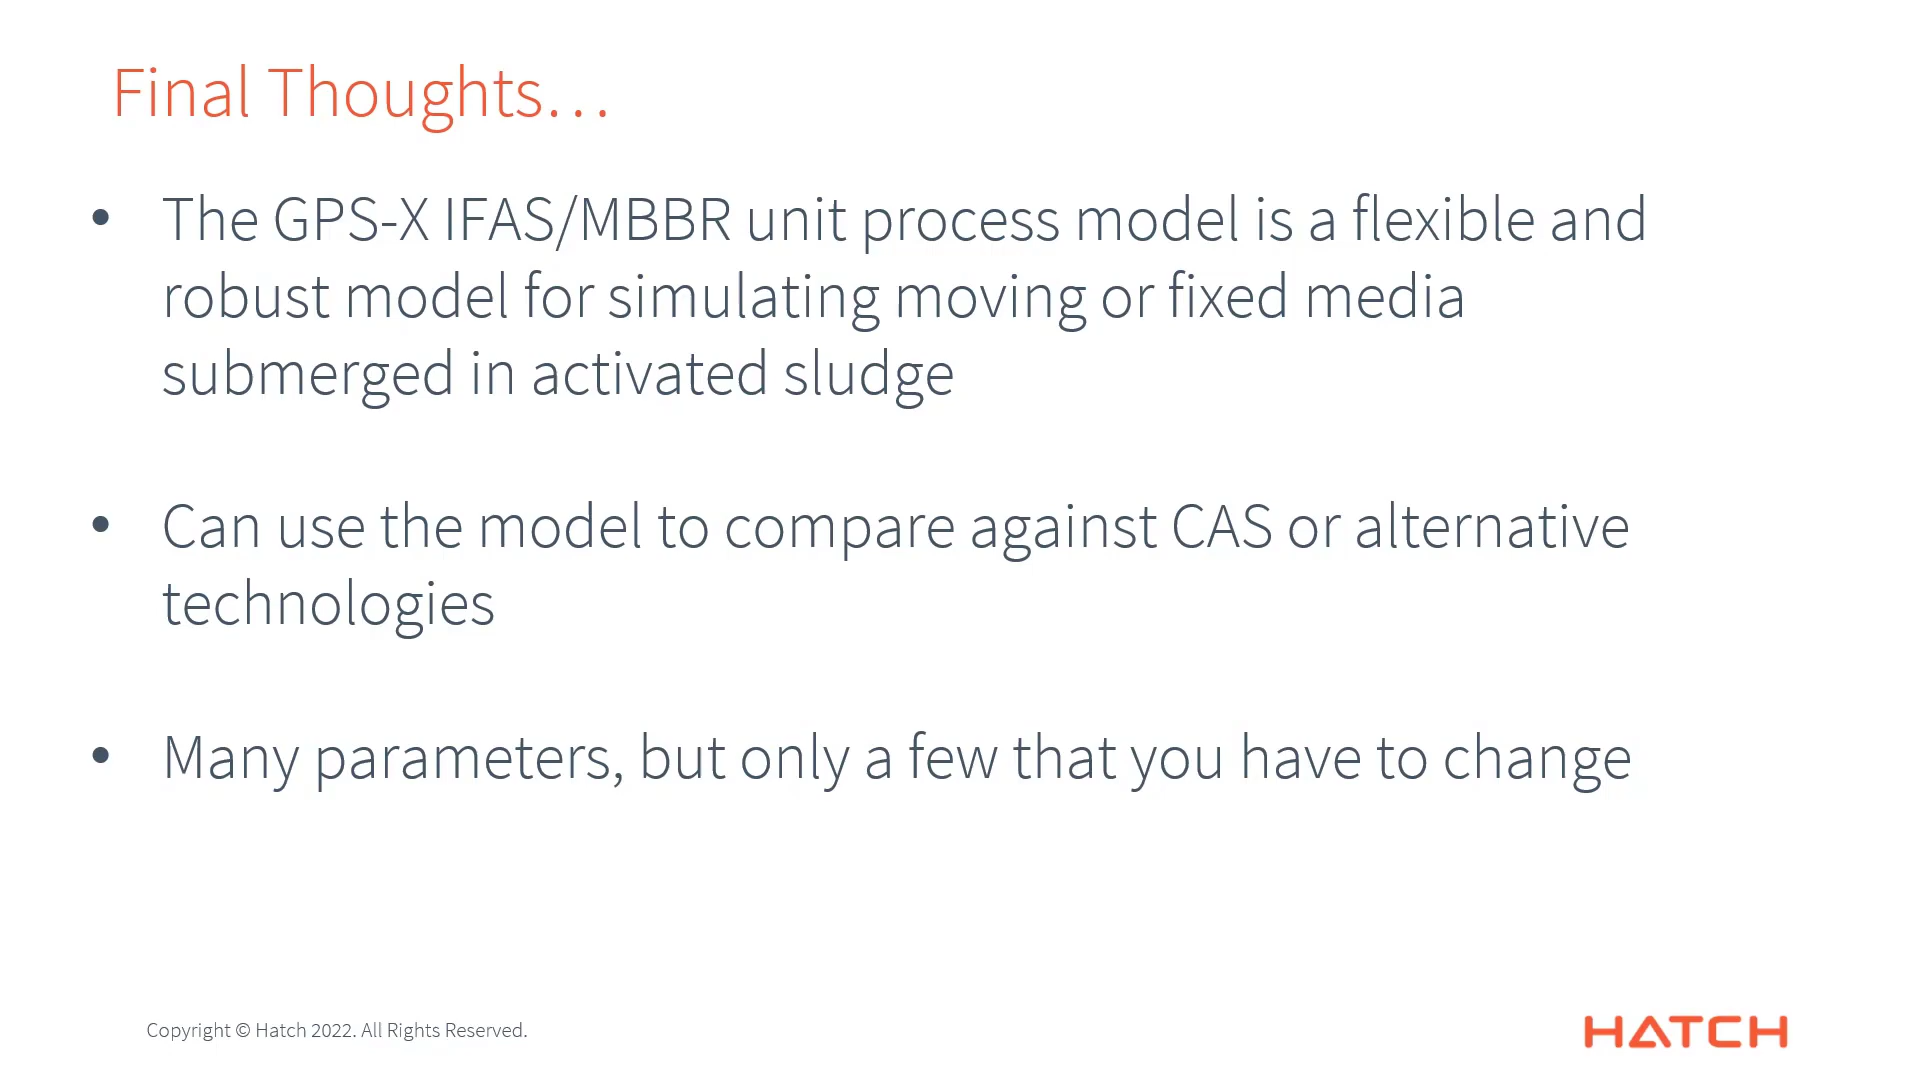 Final Thoughts…
• The GPS-X IFAS/MBBR unit process model is a flexible and
robust model for simulating moving or fixed media
submerged in activated sludge
• Can use the model to compare against CAS or alternative
technologies
• Many parameters, but only a few that you have to change
Copyright © Hatch 2022. All Rights Reserved.
HATCH